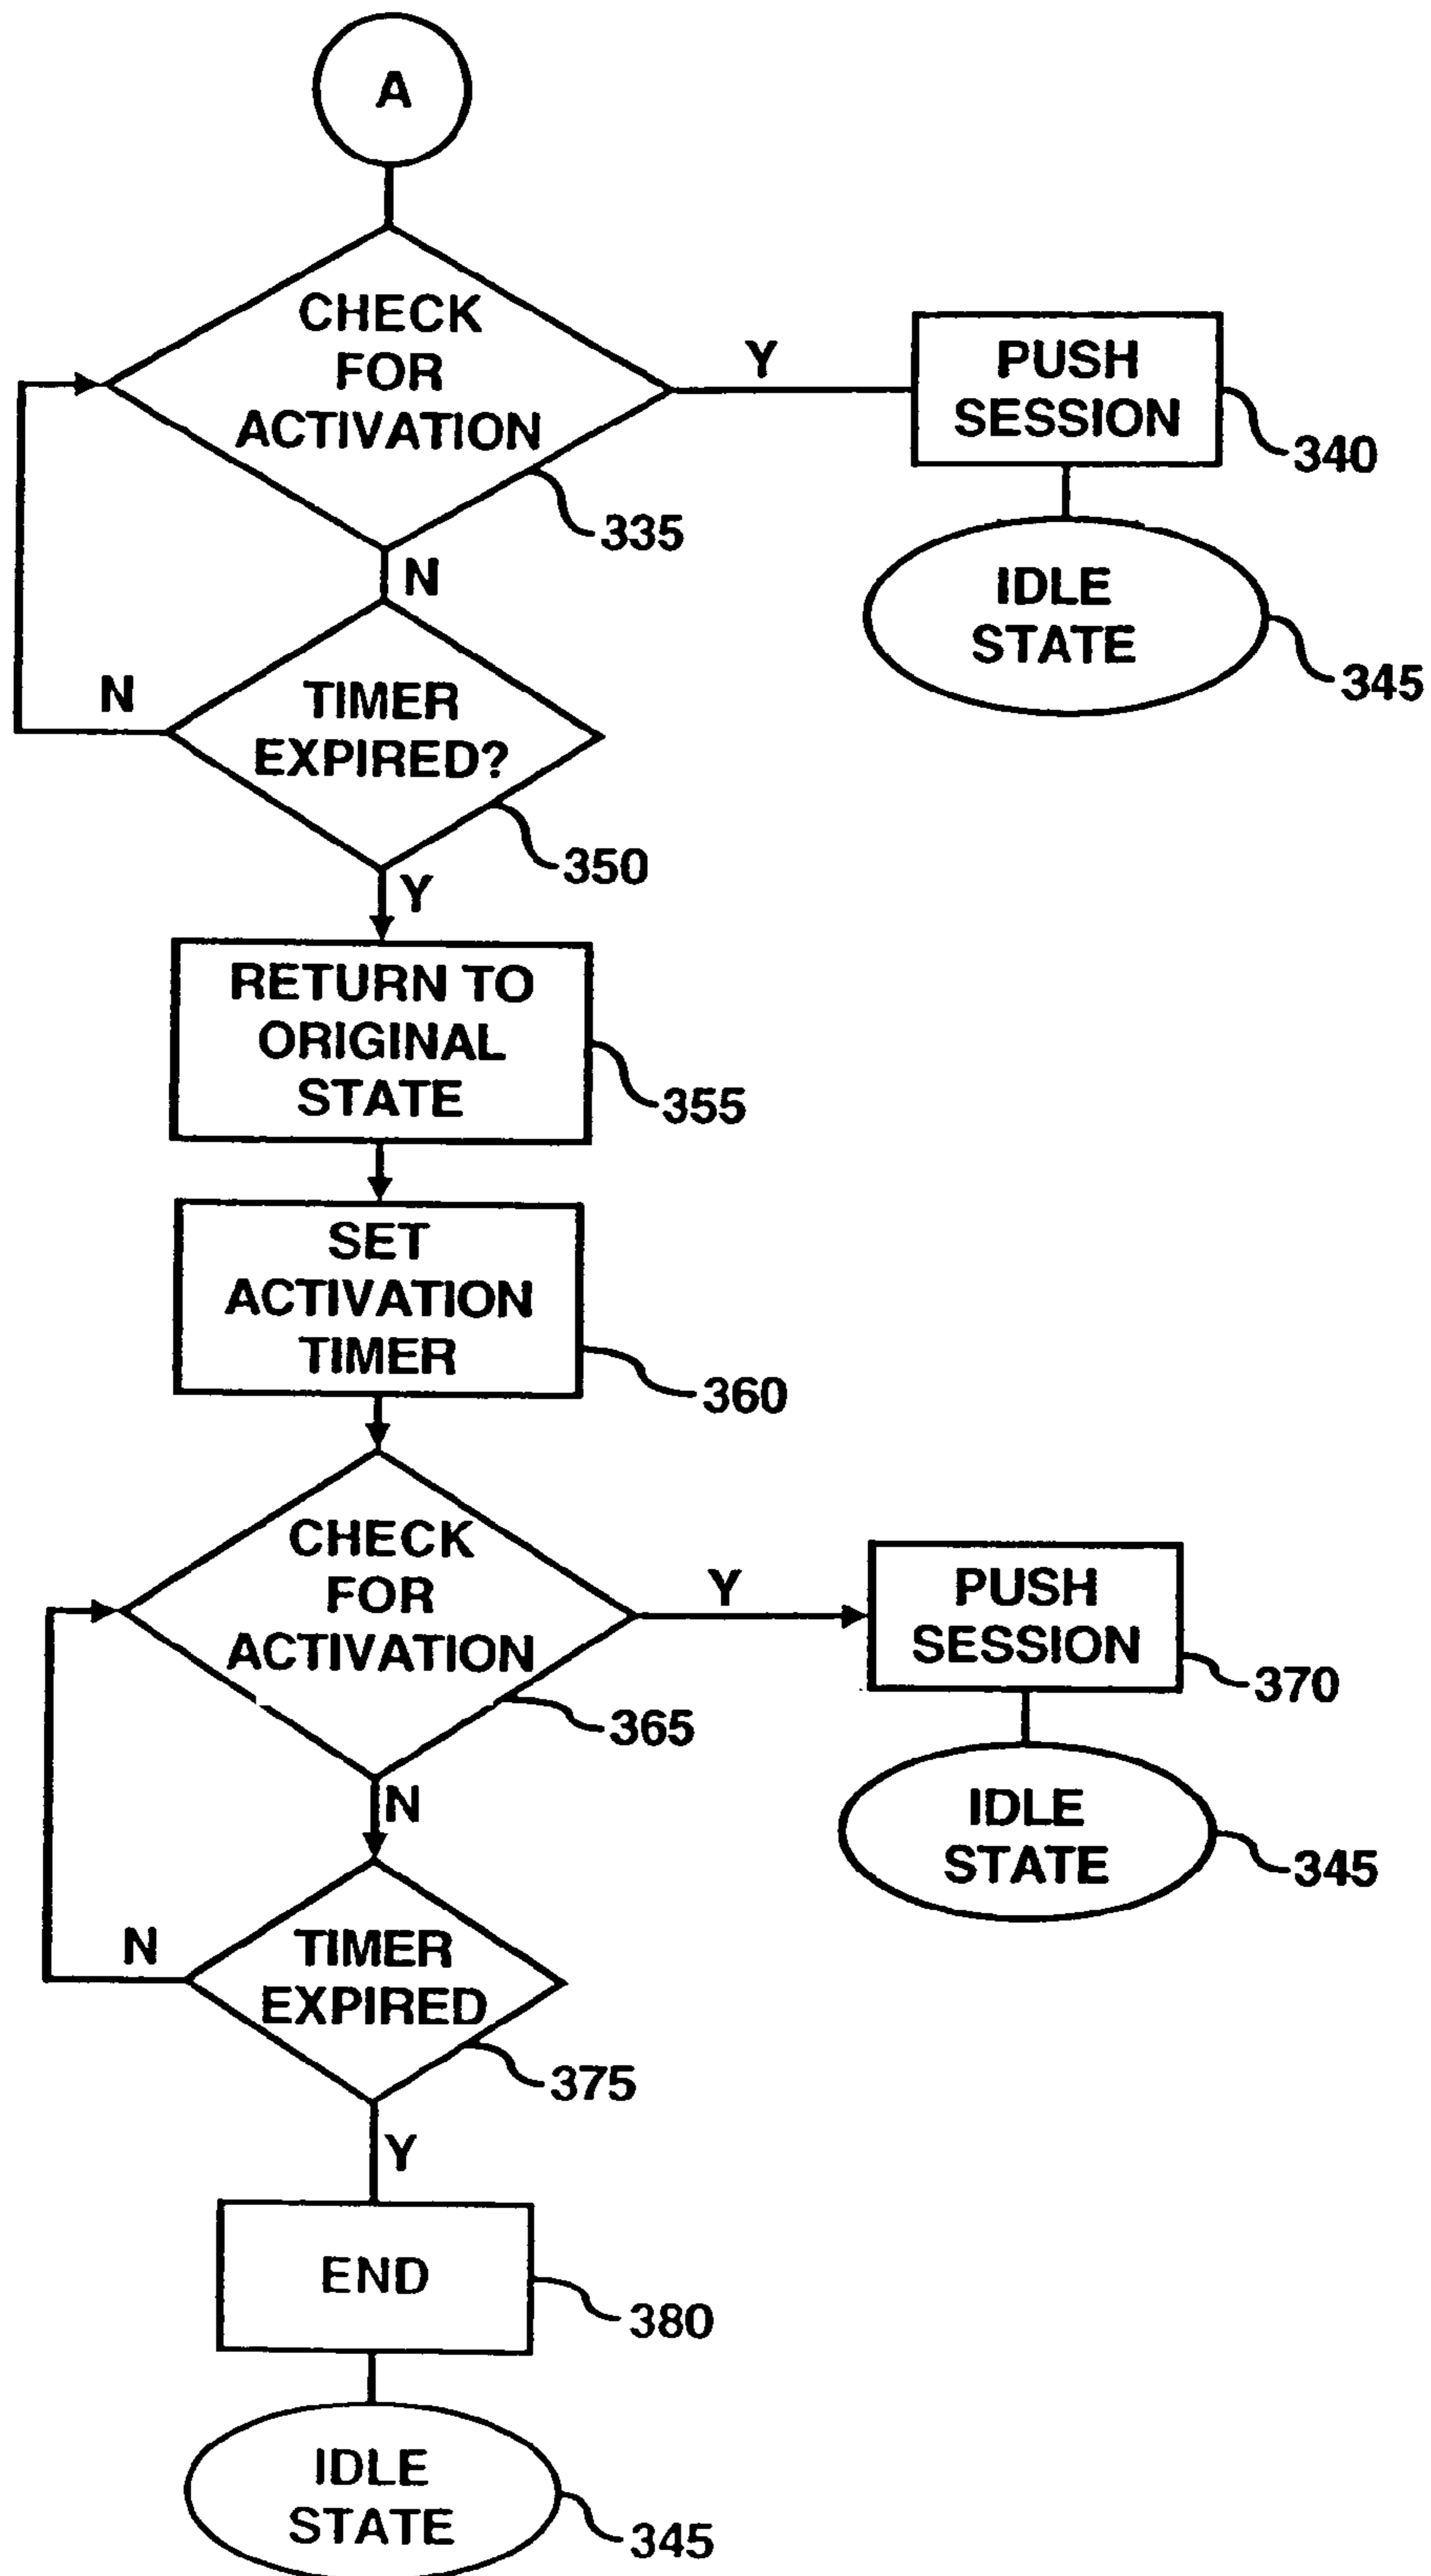 A
CHECK
FOR
ACTIVATION
335
Y
PUSH
SESSION
340
IDLE
STATE
345
N
TIMER
EXPIRED?
350
N
Y
RETURN TO
ORIGINAL
STATE
355
SET
ACTIVATION
TIMER
360
CHECK
FOR
ACTIVATION
365
Y
PUSH
SESSION
370
IDLE
STATE
345
N
TIMER
EXPIRED
375
N
Y
END
380
IDLE
STATE
345